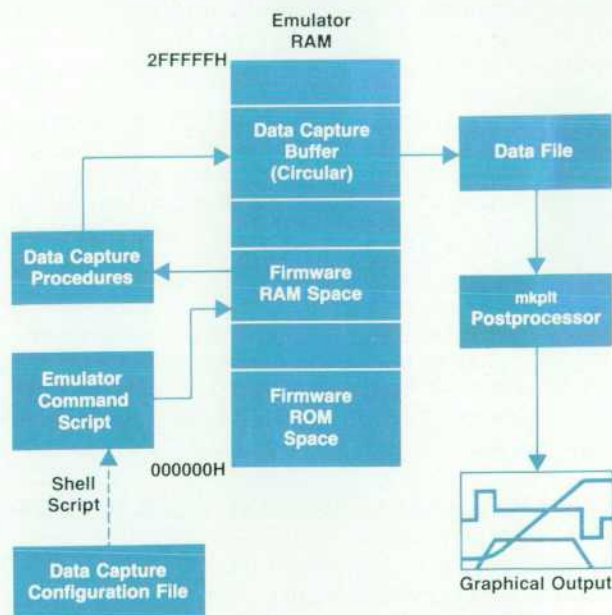 Emulator
RAM
2FFFFFH
Data Capture
Buffer
(Circular)
Data File
Data Capture
Procedures
Firmware
RAM Space
mkplt
Postprocessor
Emulator
Command
Script
Firmware
ROM
Space
000000H
Shell
Script
Data Capture
Configuration File
Graphical Output